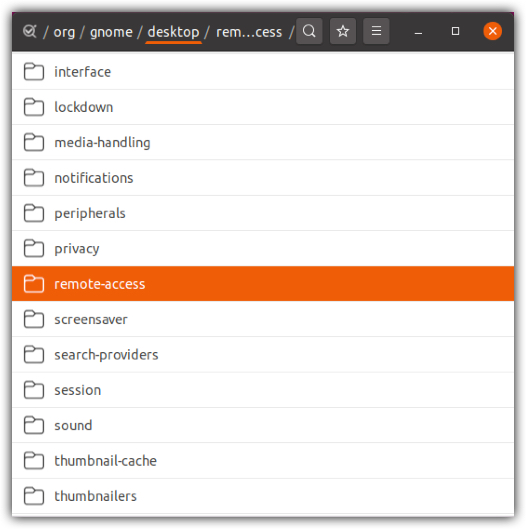 / org / gnome / desktop / rem…cess /
interface
lockdown
media-handling
notifications
peripherals
privacy
remote-access
screensaver
search-providers
session
sound
thumbnail-cache
thumbnailers